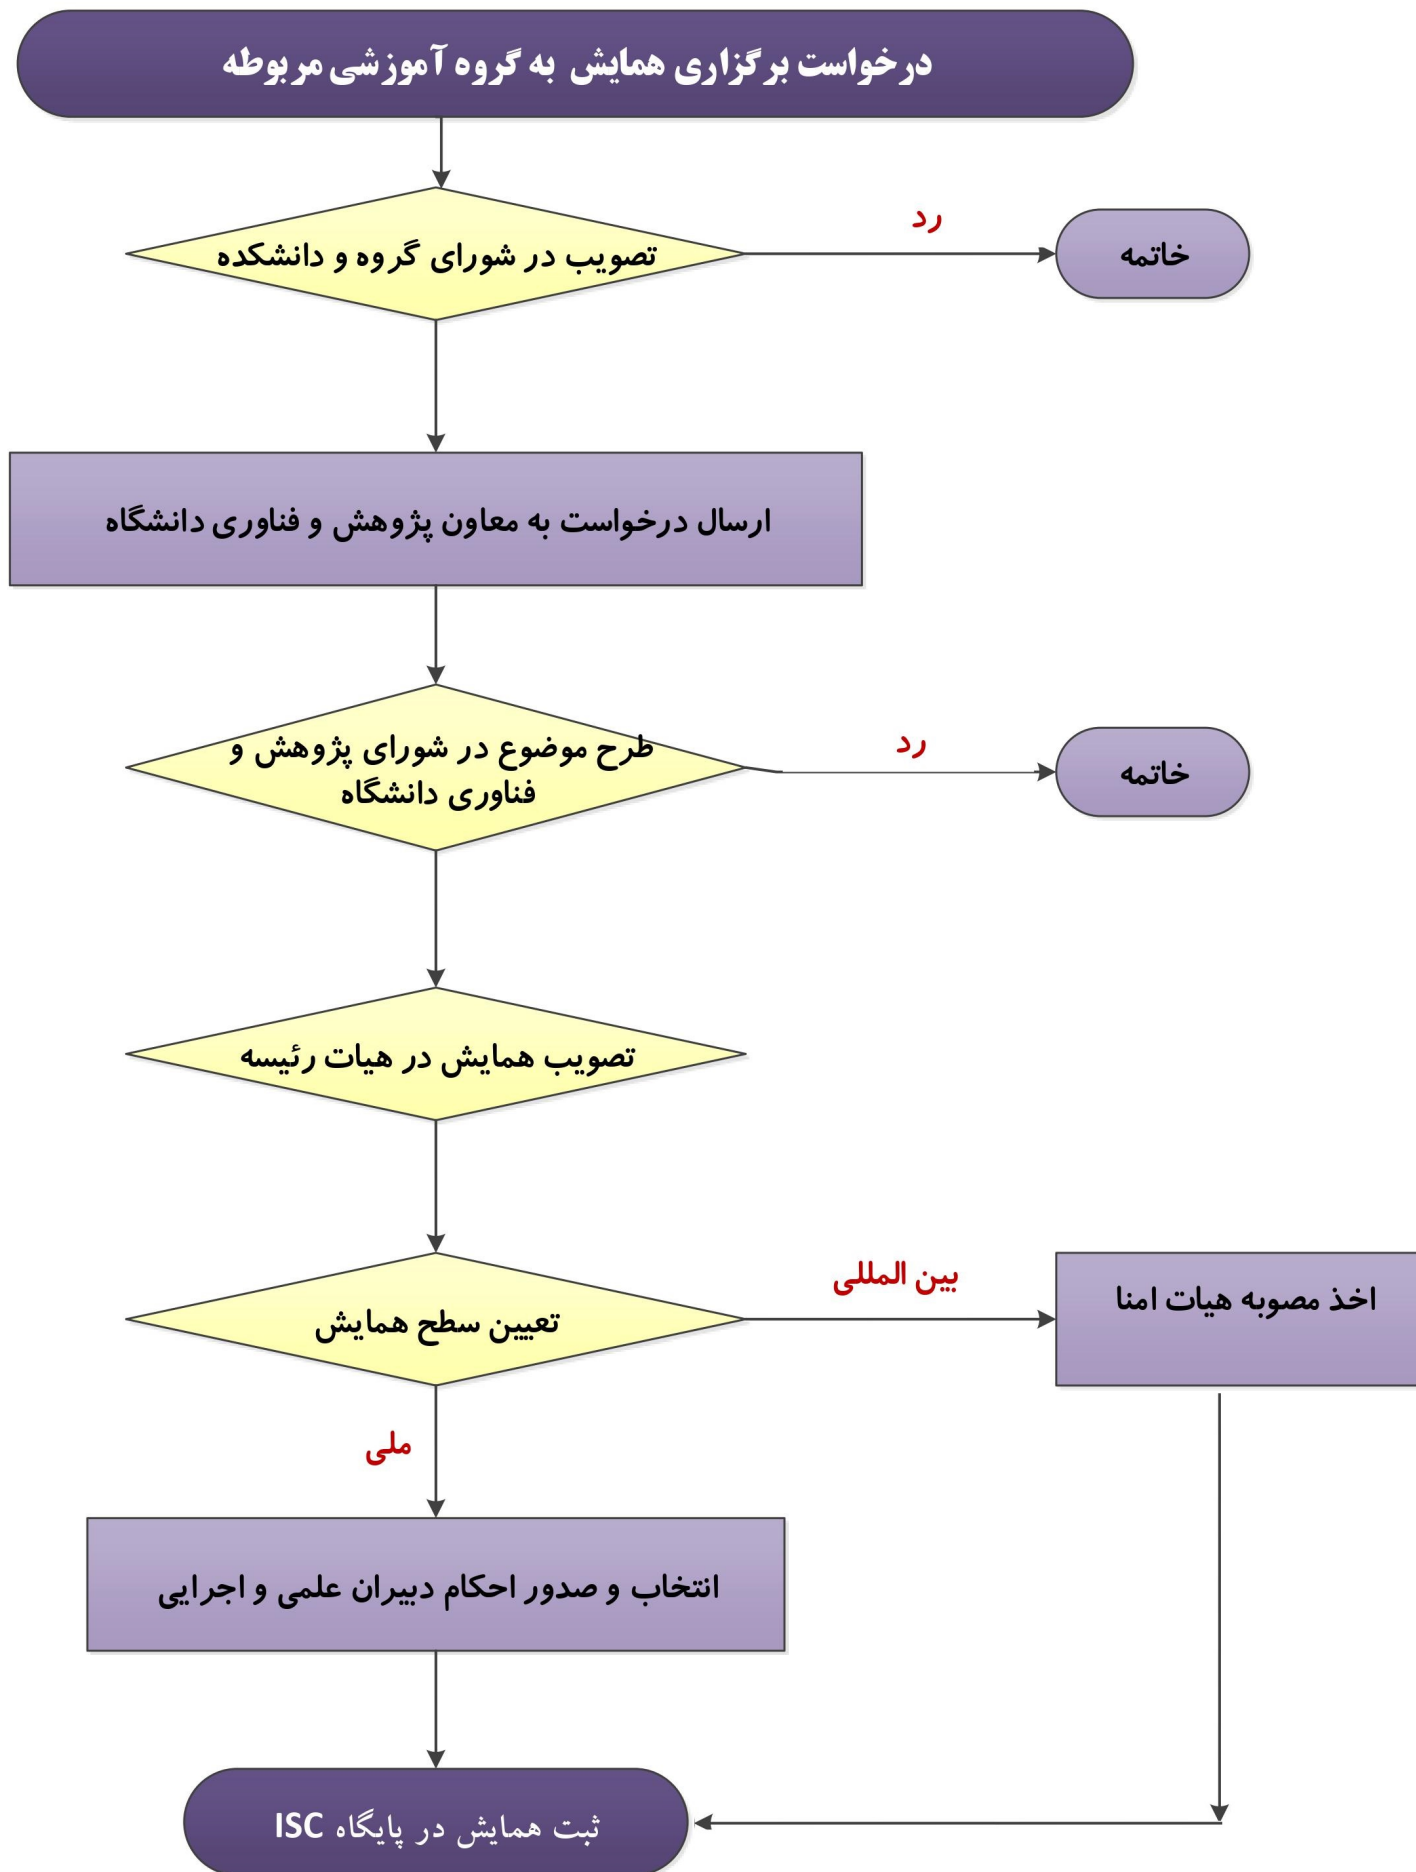 درخواست برگزاری همایش به گروه آموزشی مربوطه
تصویب در شورای گروه و دانشکده
رد
خاتمه
ارسال درخواست به معاون پژوهش و فناوری دانشگاه
طرح موضوع در شورای پژوهش و
فناوری دانشگاه
رد
خاتمه
تصویب همایش در هیات رئیسه
تعیین سطح همایش
بین المللی
اخذ مصوبه هیات امنا
ملی
انتخاب و صدور احکام دبیران علمی و اجرایی
ثبت همایش در پایگاه ISC